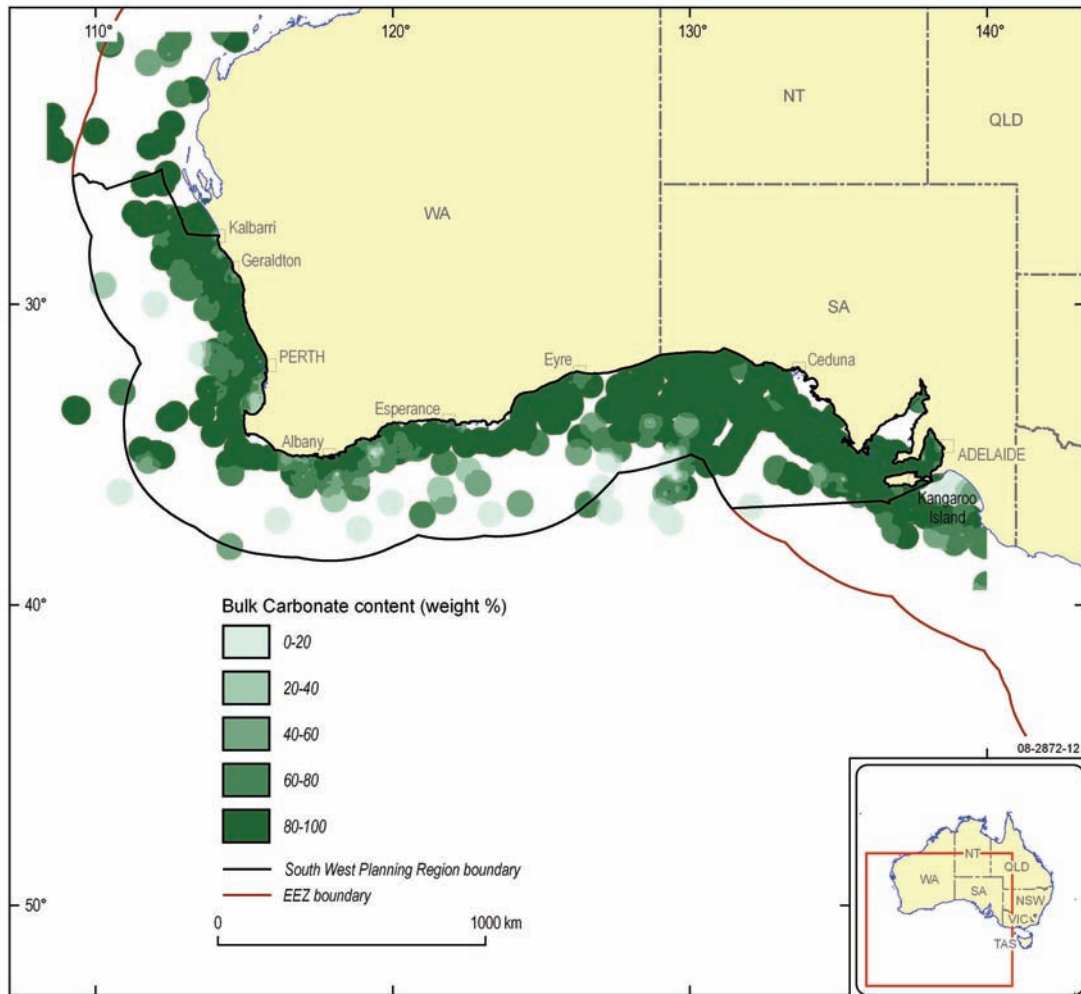 110°
120°
130°
140°
NT
QLD
WA
Kalbarri
Geraldton
30°
SA
PERTH
Eyre
Ceduna
Esperance
Albany
ADELAIDE
Kangaroo
Island
40°
Bulk Carbonate content (weight %)
0-20
20-40
40-60
60-80
80-100
South West Planning Region boundary
EEZ boundary
0
1000 km
50°
08-2872-12
NT
QLD
WA
SA
NSW
VIC
TAS